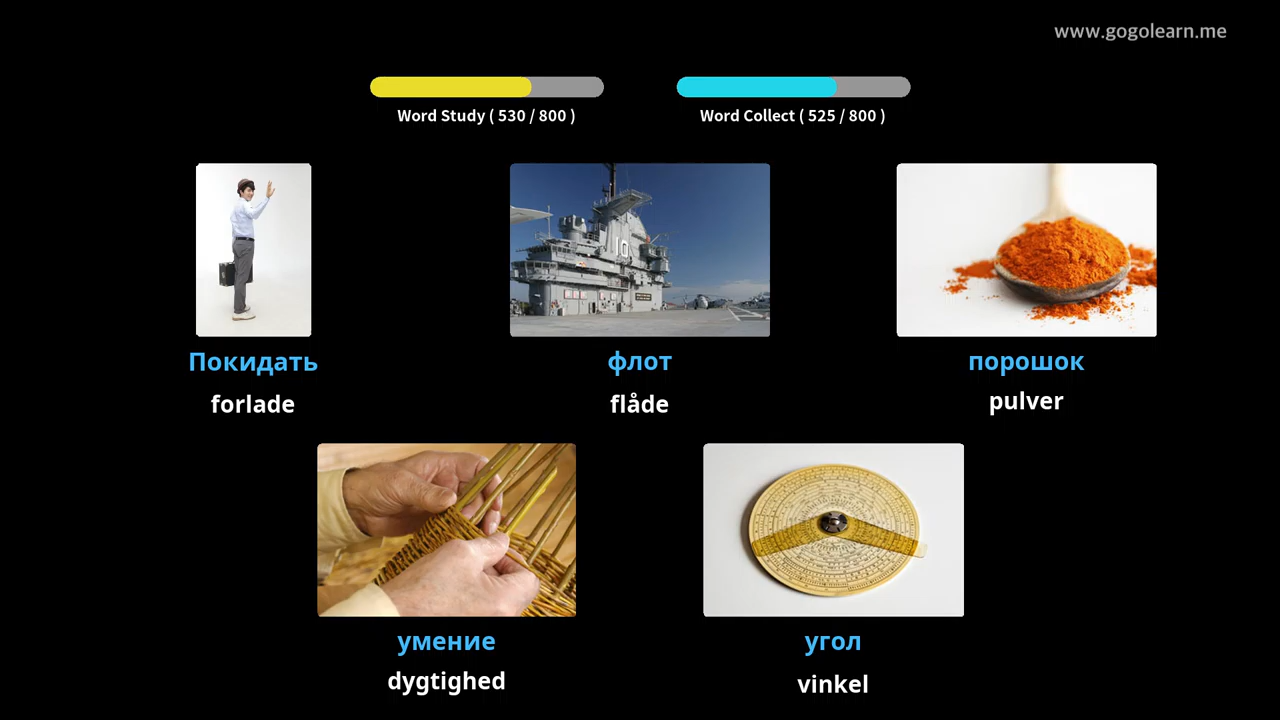 www.gogolearn.me
Word Study ( 530 / 800 )
Word Collect ( 525 / 800 )
Покидать
флот
порошок
forlade
flåde
pulver
умение
угол
dygtighed
vinkel